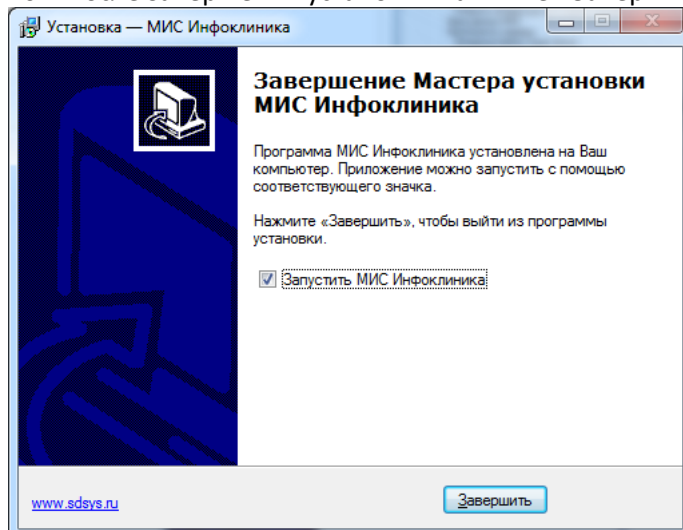 Установка — МИС Инфоклиника
Завершение Мастера установки
МИС Инфоклиника
Программа МИС Инфоклиника установлена на Ваш
компьютер. Приложение можно запустить с помощью
соответствующего значка.
Нажмите «Завершить», чтобы выйти из программы
установки.
Запустить МИС Инфоклиника
www.sdsys.ru
Завершить